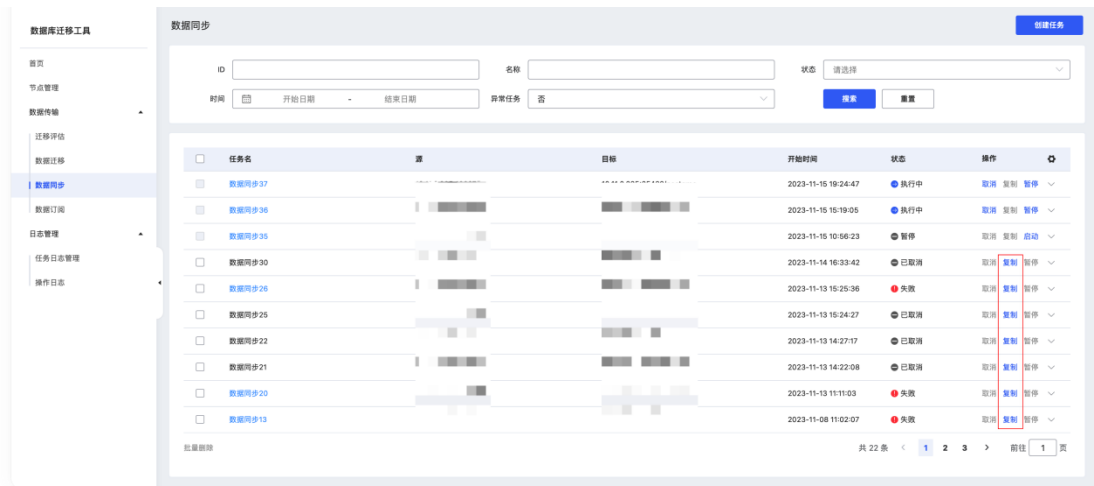 数据库迁移工具
首页
节点管理
数据传输
迁移评估
数据迁移
数据同步
数据订阅
日志管理
任务日志管理
操作日志
数据同步 创建任务
ID 名称 状态 请选择
时间 开始日期 - 结束日期 异常任务 否 搜索 重置
任务名 源 目标 开始时间 状态 操作
数据同步37 2023-11-15 19:24:47 执行中 取消 复制 暂停
数据同步36 2023-11-15 15:19:05 执行中 取消 复制 暂停
数据同步35 2023-11-15 10:56:23 暂停 取消 复制 启动
数据同步30 2023-11-14 16:33:42 已取消 取消 复制 暂停
数据同步26 2023-11-13 15:25:36 失败 取消 复制 暂停
数据同步25 2023-11-13 15:24:27 已取消 取消 复制 暂停
数据同步22 2023-11-13 14:27:17 已取消 取消 复制 暂停
数据同步21 2023-11-13 14:22:08 已取消 取消 复制 暂停
数据同步20 2023-11-13 11:11:03 失败 取消 复制 暂停
数据同步13 2023-11-08 11:02:07 失败 取消 复制 暂停
批量删除 共 22 条 < 1 2 3 > 前往 1 页